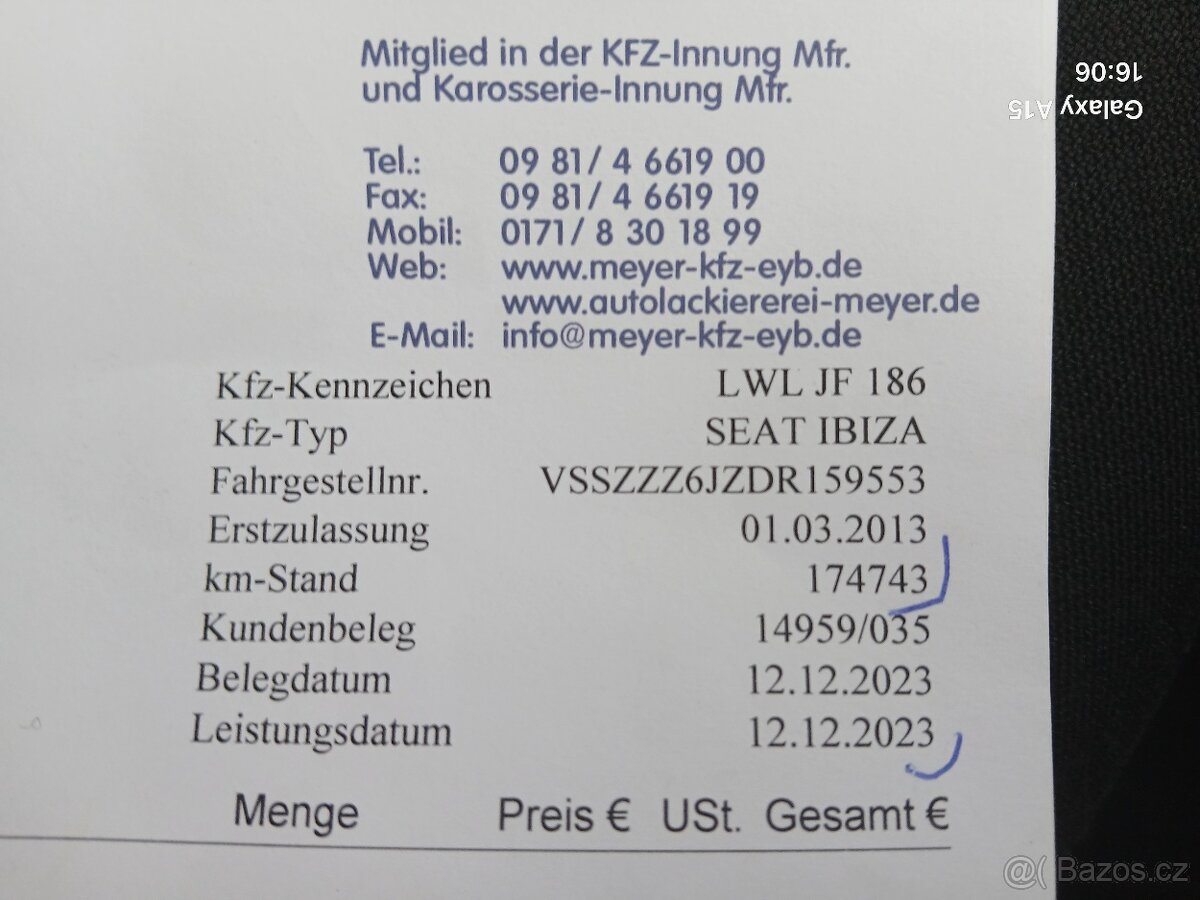 Mitglied in der KFZ-Innung Mfr.
und Karosserie-Innung Mfr.
Tel.: 09 81/ 4 6619 00
Fax: 09 81/ 4 6619 19
Mobil: 0171/ 8 30 18 99
Web: www.meyer-kfz-eyb.de
www.autolackiererei-meyer.de
E-Mail: info@meyer-kfz-eyb.de
Kfz-Kennzeichen LWL JF 186
Kfz-Typ SEAT IBIZA
Fahrgestellnr. VSSZZZ6JZDR159553
Erstzulassung 01.03.2013
km-Stand 174743
Kundenbeleg 14959/035
Belegdatum 12.12.2023
Leistungsdatum 12.12.2023
Menge Preis € USt. Gesamt €
Galaxy A15
16:06
@( Bazos.cz